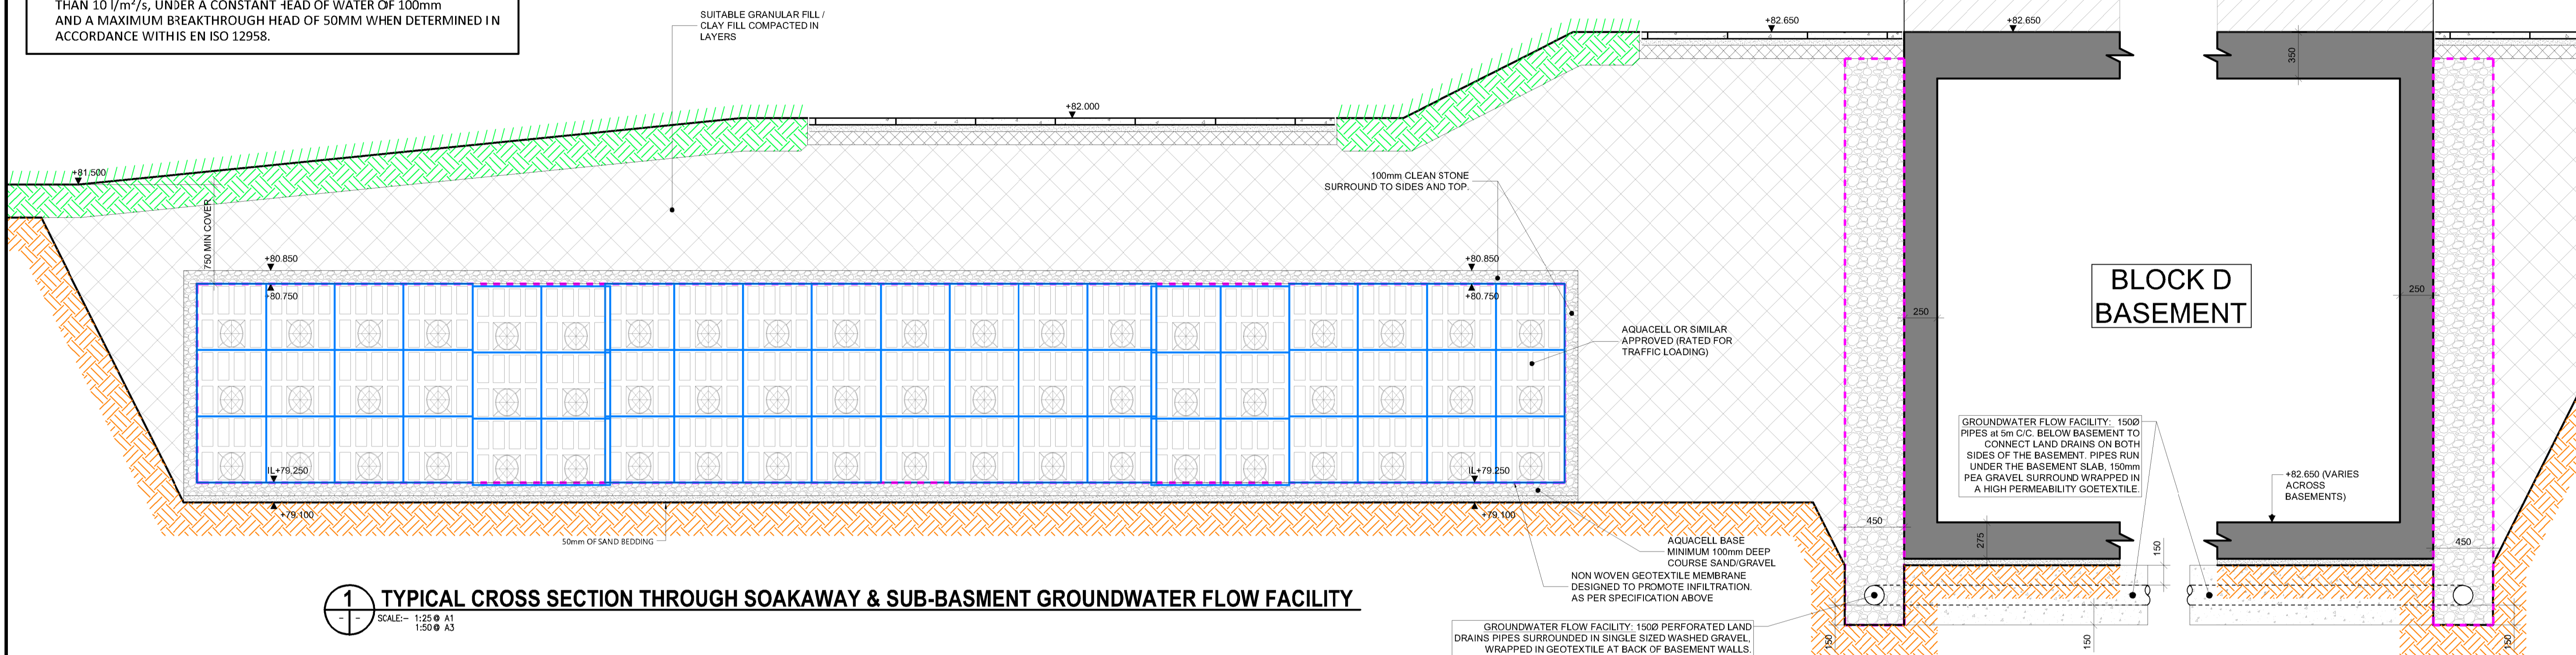 THAN 10 l/m²/s, UNDER A CONSTANT HEAD OF WATER OF 100mm
AND A MAXIMUM BREAKTHROUGH HEAD OF 50MM WHEN DETERMINED IN
ACCORDANCE WITH IS EN ISO 12958.
SUITABLE GRANULAR FILL /
CLAY FILL COMPACTED IN
LAYERS
+82.650
+82.650
350
+82.000
+81.500
750 MIN COVER
100mm CLEAN STONE
SURROUND TO SIDES AND TOP.
+80.850
+80.750
+80.850
+80.750
BLOCK D
BASEMENT
250
250
AQUACELL OR SIMILAR
APPROVED (RATED FOR
TRAFFIC LOADING)
GROUNDWATER FLOW FACILITY: 150Ø
PIPES at 5m C/C. BELOW BASEMENT TO
CONNECT LAND DRAINS ON BOTH
SIDES OF THE BASEMENT. PIPES RUN
UNDER THE BASEMENT SLAB, 150mm
PEA GRAVEL SURROUND WRAPPED IN
A HIGH PERMEABILITY GOETEXTILE.
+82.650 (VARIES
ACROSS
BASEMENTS)
IL+79.250
IL+79.250
+79.100
+79.100
50mm OF SAND BEDDING
450
275
150
450
AQUACELL BASE
MINIMUM 100mm DEEP
COURSE SAND/GRAVEL
NON WOVEN GEOTEXTILE MEMBRANE
DESIGNED TO PROMOTE INFILTRATION.
AS PER SPECIFICATION ABOVE
1
- -
TYPICAL CROSS SECTION THROUGH SOAKAWAY & SUB-BASMENT GROUNDWATER FLOW FACILITY
SCALE:- 1:25@ A1
1:50@ A3
GROUNDWATER FLOW FACILITY: 150Ø PERFORATED LAND
DRAINS PIPES SURROUNDED IN SINGLE SIZED WASHED GRAVEL,
WRAPPED IN GEOTEXTILE AT BACK OF BASEMENT WALLS.
150
150
150